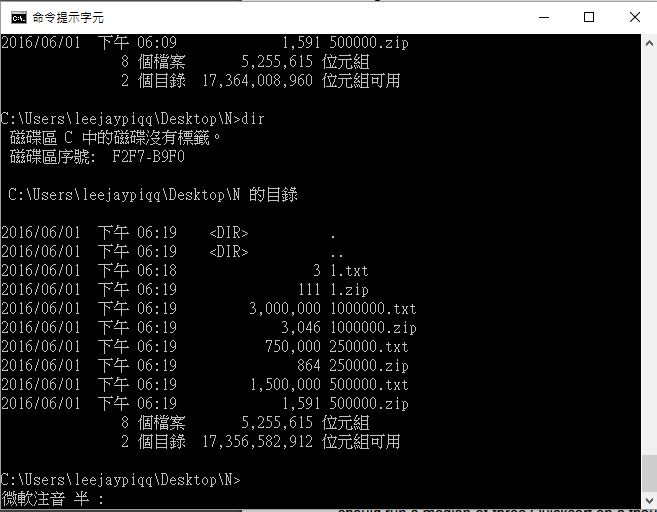 命令提示字元
2016/06/01  下午 06:09             1,591 500000.zip
               8 個檔案       5,255,615 位元組
               2 個目錄  17,364,008,960 位元組可用

C:\Users\leejaypiqq\Desktop\N>dir
 磁碟區 C 中的磁碟沒有標籤。
 磁碟區序號:  F2F7-B9F0

 C:\Users\leejaypiqq\Desktop\N 的目錄

2016/06/01  下午 06:19    <DIR>          .
2016/06/01  下午 06:19    <DIR>          ..
2016/06/01  下午 06:18                 3 1.txt
2016/06/01  下午 06:19               111 1.zip
2016/06/01  下午 06:19         3,000,000 1000000.txt
2016/06/01  下午 06:19             3,046 1000000.zip
2016/06/01  下午 06:19           750,000 250000.txt
2016/06/01  下午 06:19               864 250000.zip
2016/06/01  下午 06:19         1,500,000 500000.txt
2016/06/01  下午 06:19             1,591 500000.zip
               8 個檔案       5,255,615 位元組
               2 個目錄  17,356,582,912 位元組可用

C:\Users\leejaypiqq\Desktop\N>
微軟注音 半 :